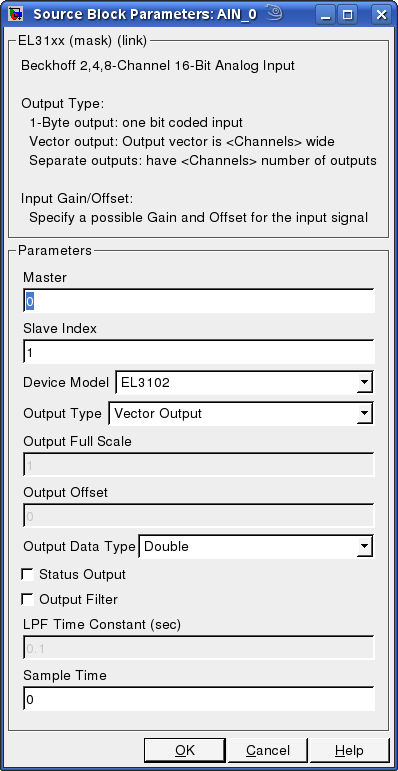 Source Block Parameters: AIN_0
EL31xx (mask) (link)
Beckhoff 2,4,8-Channel 16-Bit Analog Input
Output Type:
1-Byte output: one bit coded input
Vector output: Output vector is <Channels> wide
Separate outputs: have <Channels> number of outputs
Input Gain/Offset:
Specify a possible Gain and Offset for the input signal
Parameters
Master
0
Slave Index
1
Device Model EL3102
Output Type Vector Output
Output Full Scale
1
Output Offset
0
Output Data Type Double
Status Output
Output Filter
LPF Time Constant (sec)
0.1
Sample Time
0
OK Cancel Help